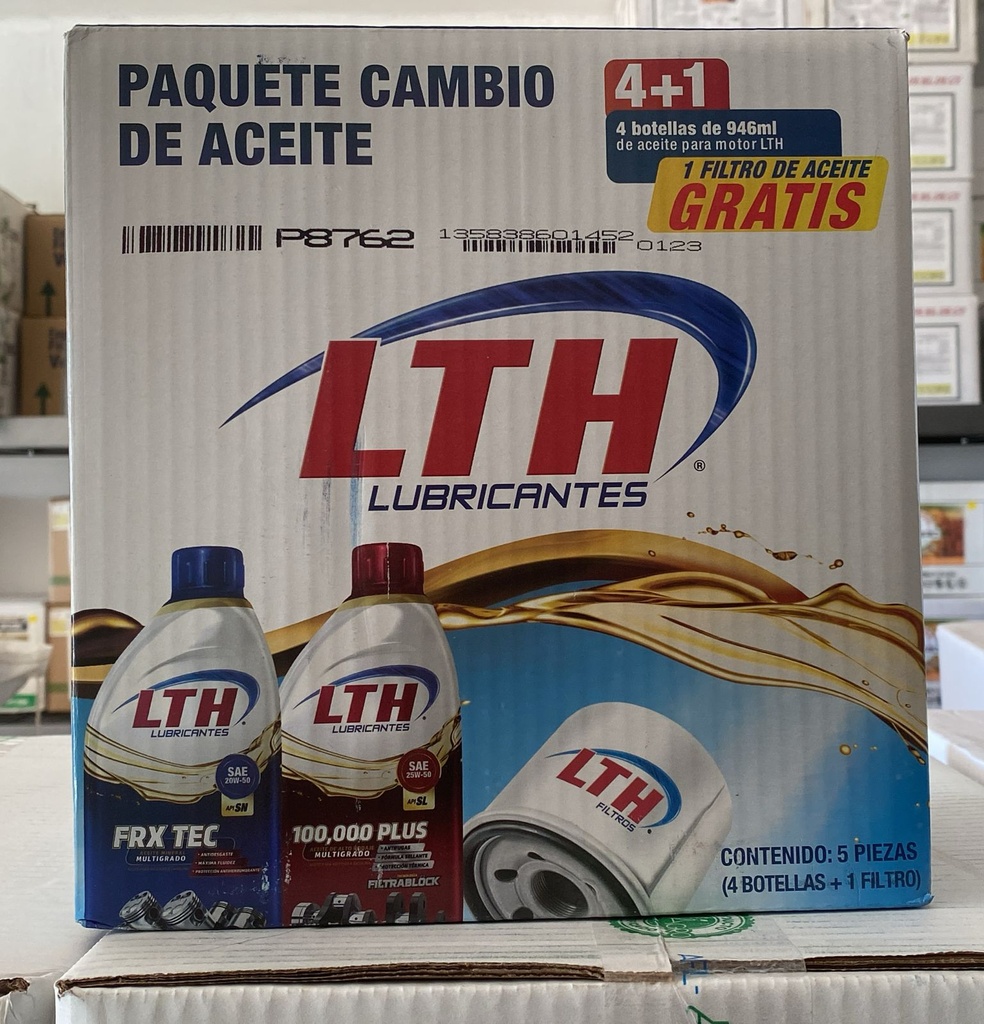 PAQUETE CAMBIO
DE ACEITE
4+1
4 botellas de 946ml
de aceite para motor LTH
1 FILTRO DE ACEITE
GRATIS
P8762
1358388601452
0123
LTH
®
LUBRICANTES
LTH
LUBRICANTES
SAE
20W-50
API SN
FRX TEC
MULTIGRADO
LTH
LUBRICANTES
SAE
25W-50
API SL
100,000 PLUS
MULTIGRADO
FILTRABLOCK
LTH
FILTROS
CONTENIDO: 5 PIEZAS
(4 BOTELLAS + 1 FILTRO)